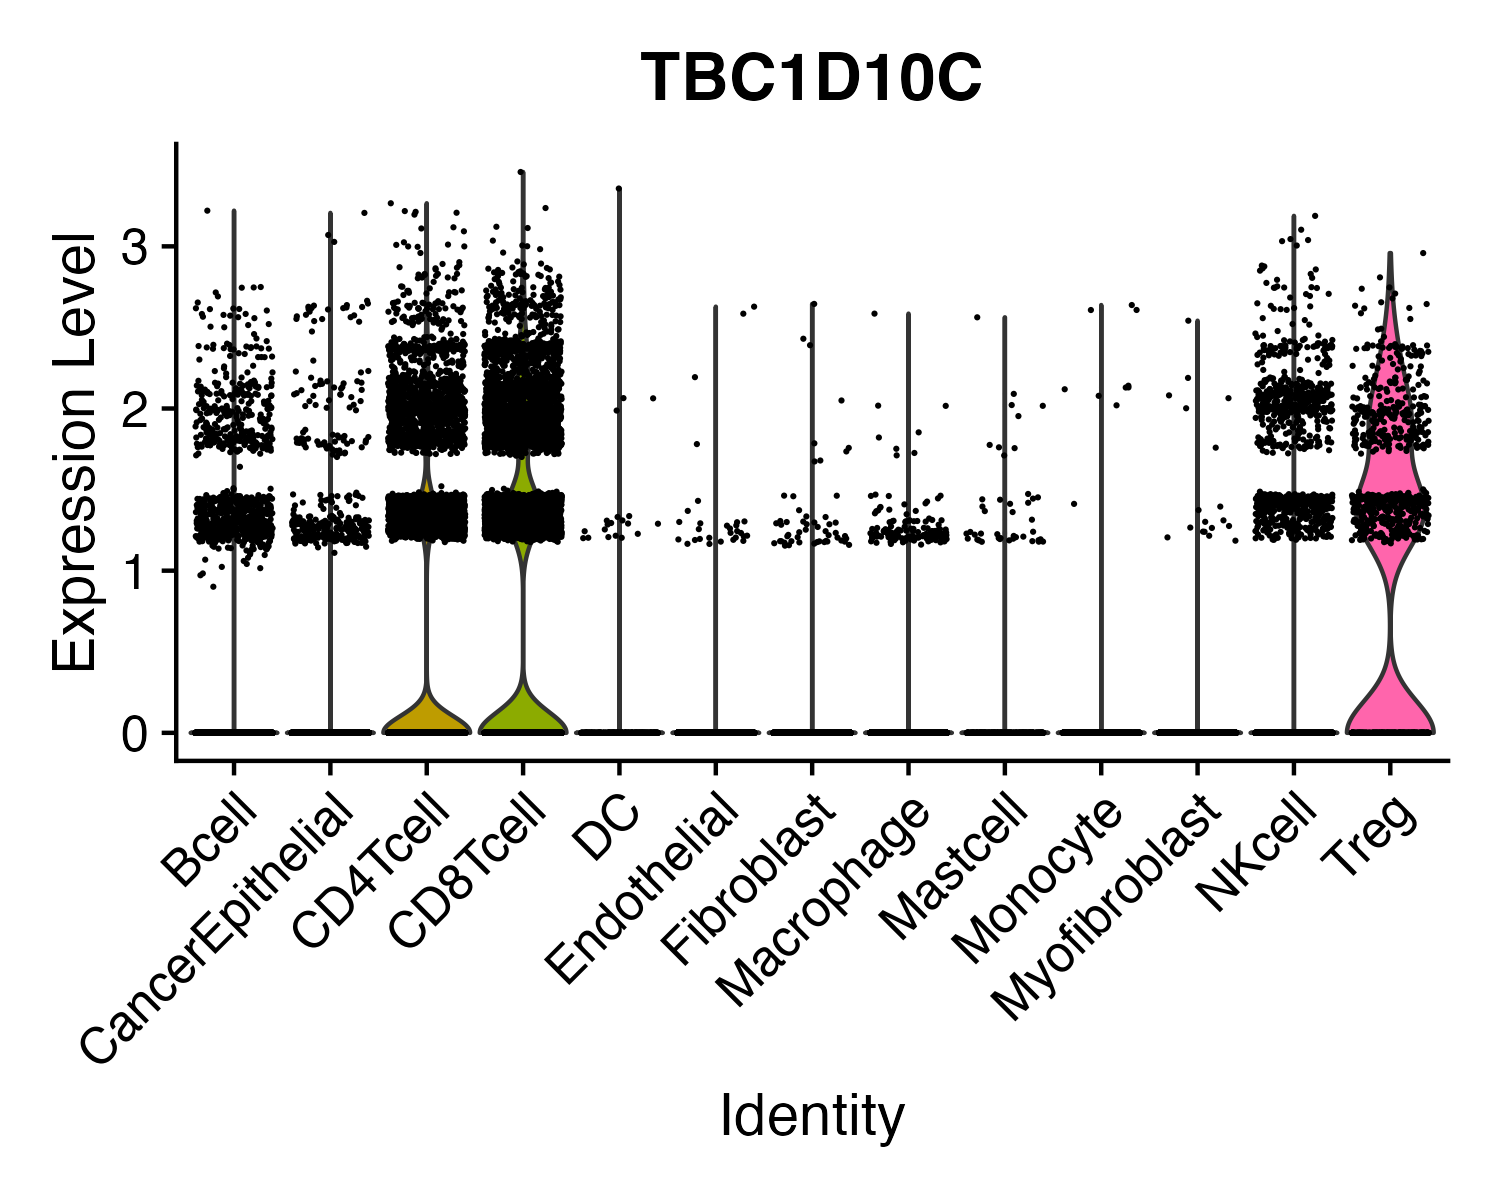 TBC1D10C
Expression Level
3
2
1
0
Bcell
CancerEpithelial
CD4Tcell
CD8Tcell
DC
Endothelial
Fibroblast
Macrophage
Mastcell
Monocyte
Myofibroblast
NKcell
Treg
Identity